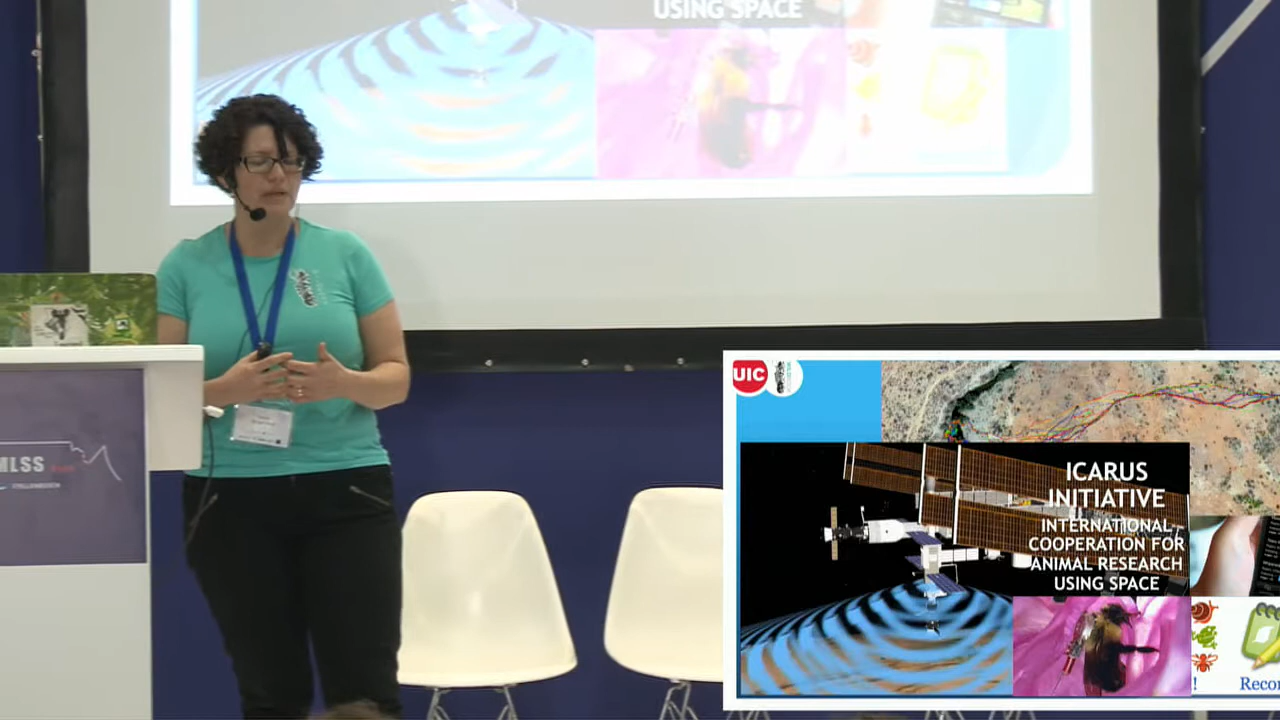 USING SPACE
MLSS
UIC
ICARUS
INITIATIVE
INTERNATIONAL
COOPERATION FOR
ANIMAL RESEARCH
USING SPACE
!
Recor